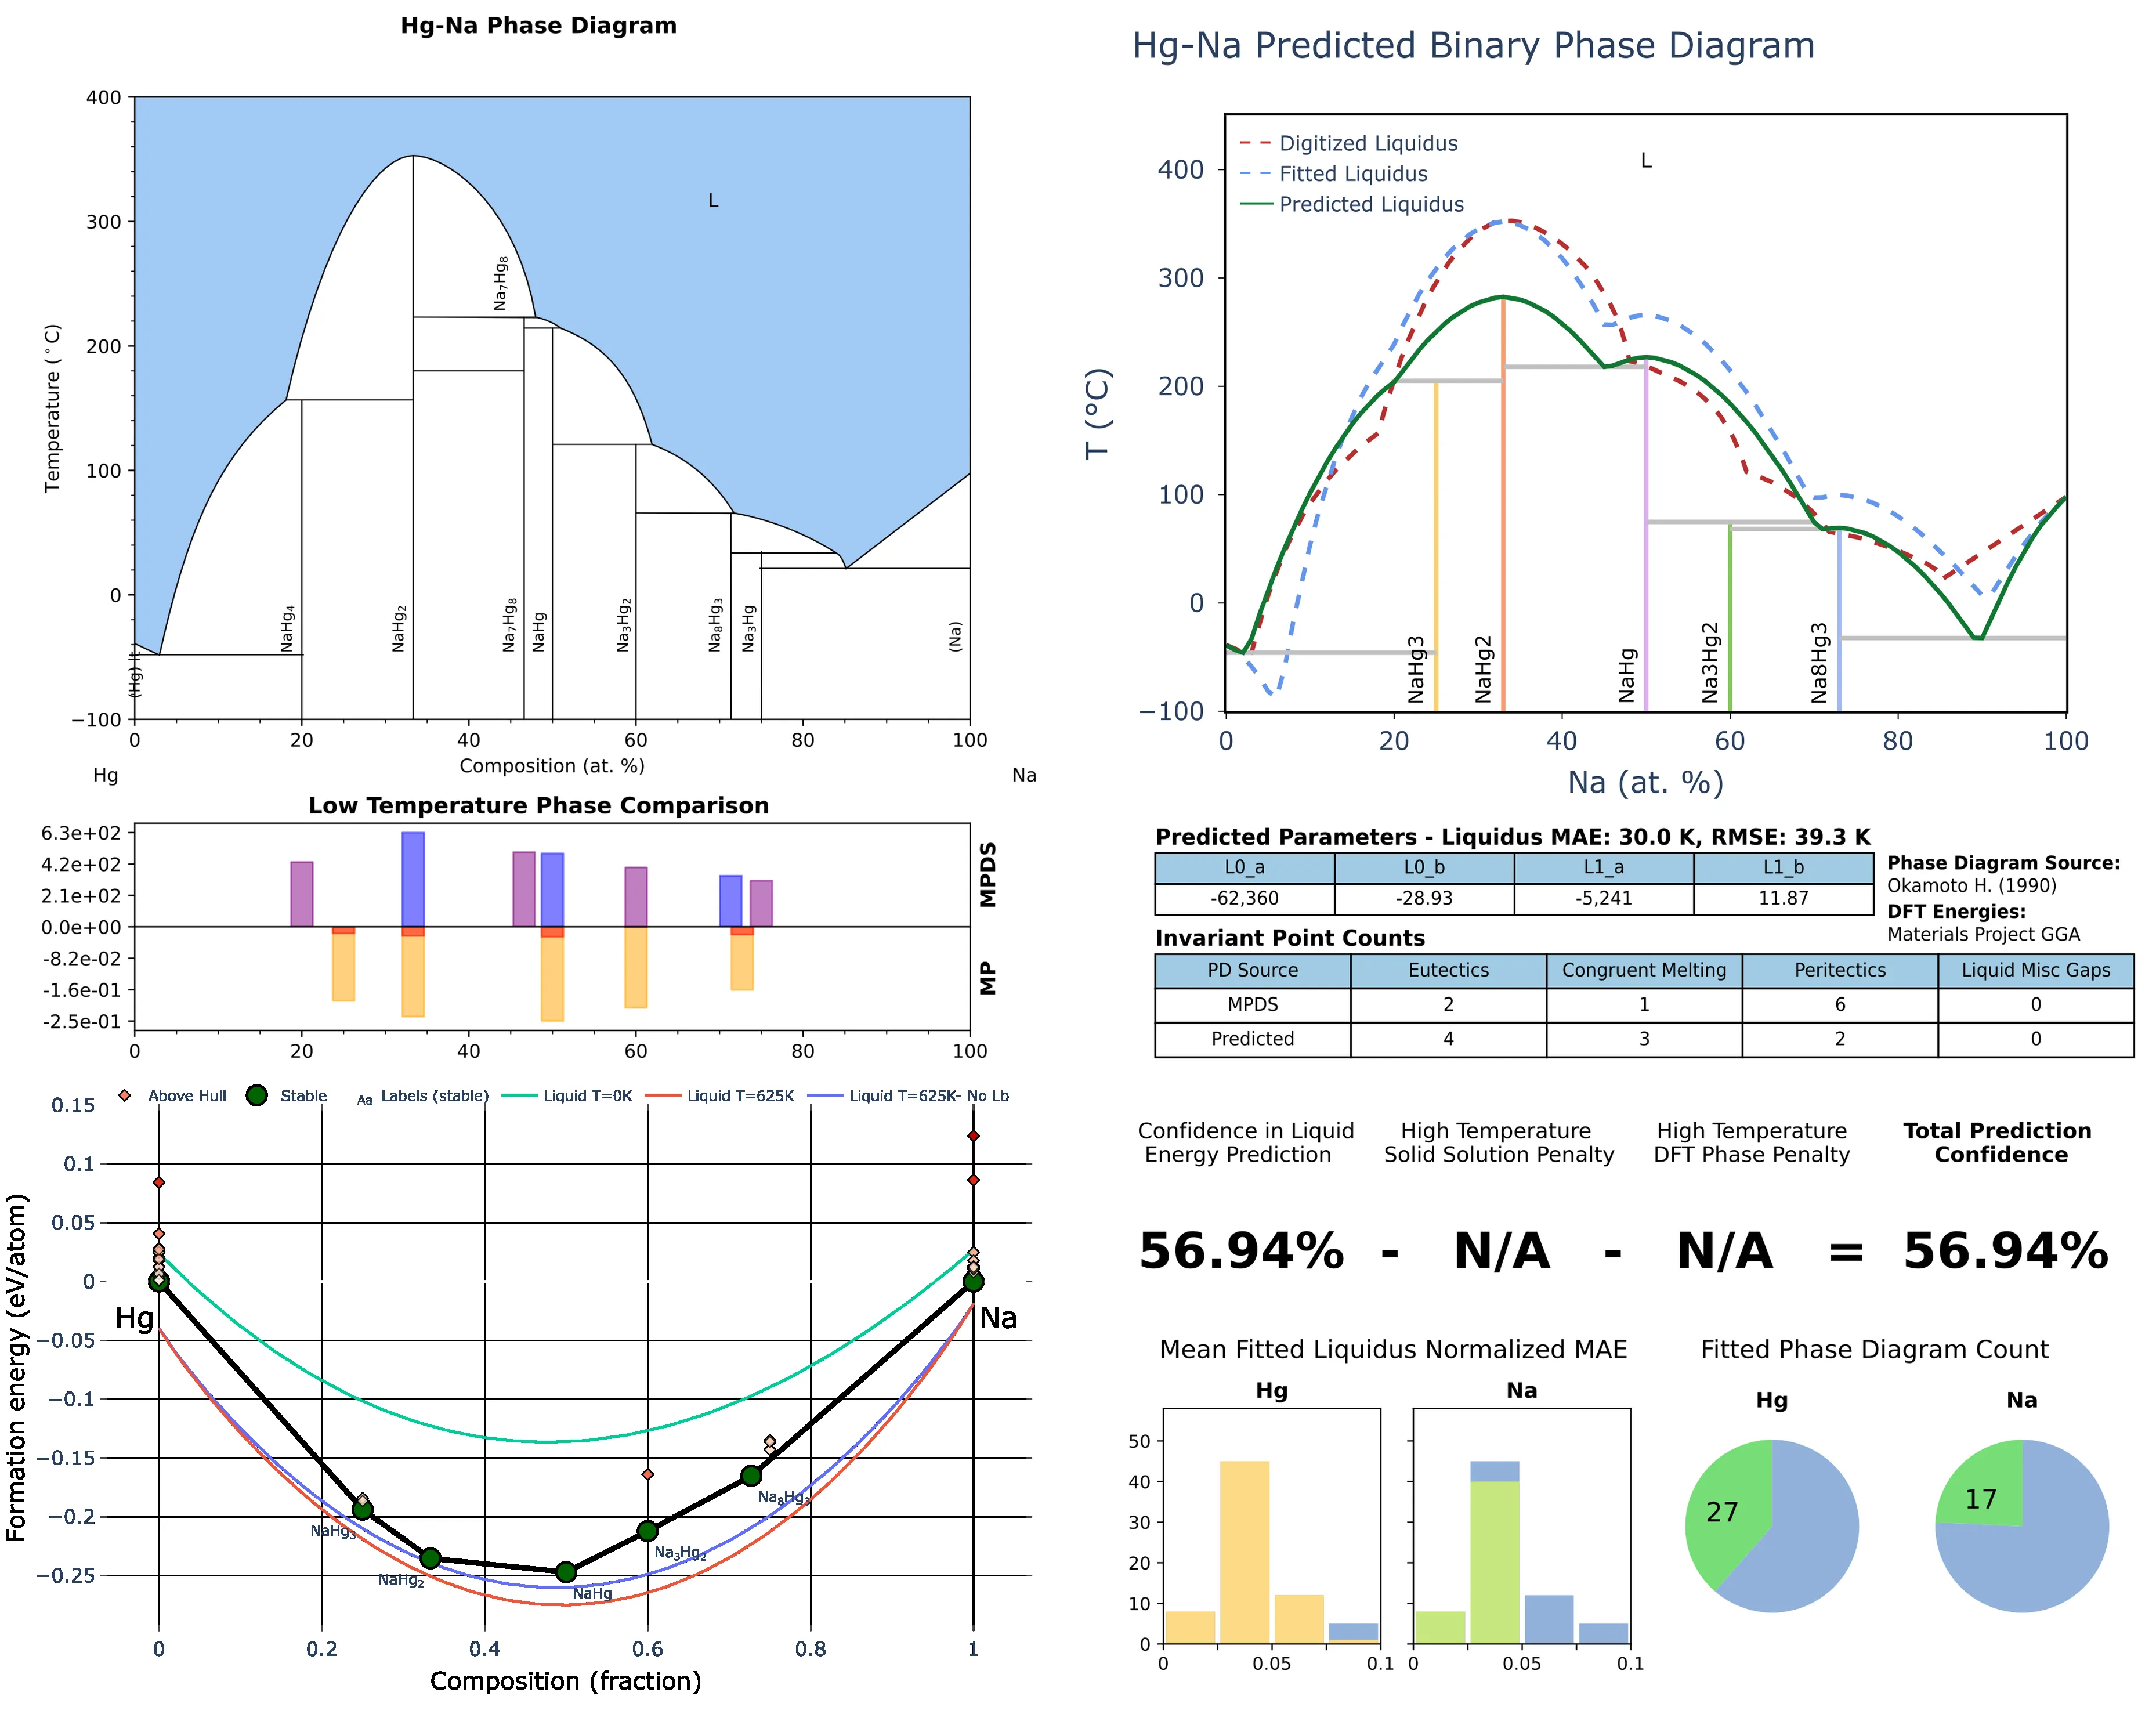 Hg-Na Phase Diagram
400
300
200
100
0
−100
Temperature (°C)
L
Na₇Hg₈
(Hg) lt
NaHg₄
NaHg₂
Na₇Hg₈
NaHg
Na₃Hg₂
Na₈Hg₃
Na₃Hg
(Na)
0 20 40 60 80 100
Composition (at. %)
Hg Na
Low Temperature Phase Comparison
6.3e+02
4.2e+02
2.1e+02
0.0e+00
-8.2e-02
-1.6e-01
-2.5e-01
MPDS
MP
0 20 40 60 80 100
Above Hull Stable Aa Labels (stable) Liquid T=0K Liquid T=625K Liquid T=625K- No Lb
0.15
0.1
0.05
0
−0.05
−0.1
−0.15
−0.2
−0.25
Formation energy (eV/atom)
Hg
Na
NaHg₃
NaHg₂
NaHg
Na₃Hg₂
Na₈Hg₃
0 0.2 0.4 0.6 0.8 1
Composition (fraction)
Hg-Na Predicted Binary Phase Diagram
Digitized Liquidus
Fitted Liquidus
Predicted Liquidus
L
400
300
200
100
0
−100
T (°C)
NaHg3
NaHg2
NaHg
Na3Hg2
Na8Hg3
0 20 40 60 80 100
Na (at. %)
Predicted Parameters - Liquidus MAE: 30.0 K, RMSE: 39.3 K
L0_a L0_b L1_a L1_b
-62,360 -28.93 -5,241 11.87
Phase Diagram Source:
Okamoto H. (1990)
DFT Energies:
Materials Project GGA
Invariant Point Counts
PD Source Eutectics Congruent Melting Peritectics Liquid Misc Gaps
MPDS 2 1 6 0
Predicted 4 3 2 0
Confidence in Liquid
Energy Prediction
High Temperature
Solid Solution Penalty
High Temperature
DFT Phase Penalty
Total Prediction
Confidence
56.94% - N/A - N/A = 56.94%
Mean Fitted Liquidus Normalized MAE
Hg
Na
50
40
30
20
10
0
0 0.05 0.1
0 0.05 0.1
Fitted Phase Diagram Count
Hg
Na
27
17